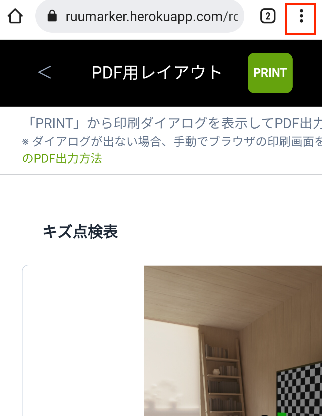 ruumarker.herokuapp.com/ro
2
PDF用レイアウト
PRINT
「PRINT」から印刷ダイアログを表示してPDF出力
※ ダイアログが出ない場合、手動でブラウザの印刷画面を
のPDF出力方法
キズ点検表